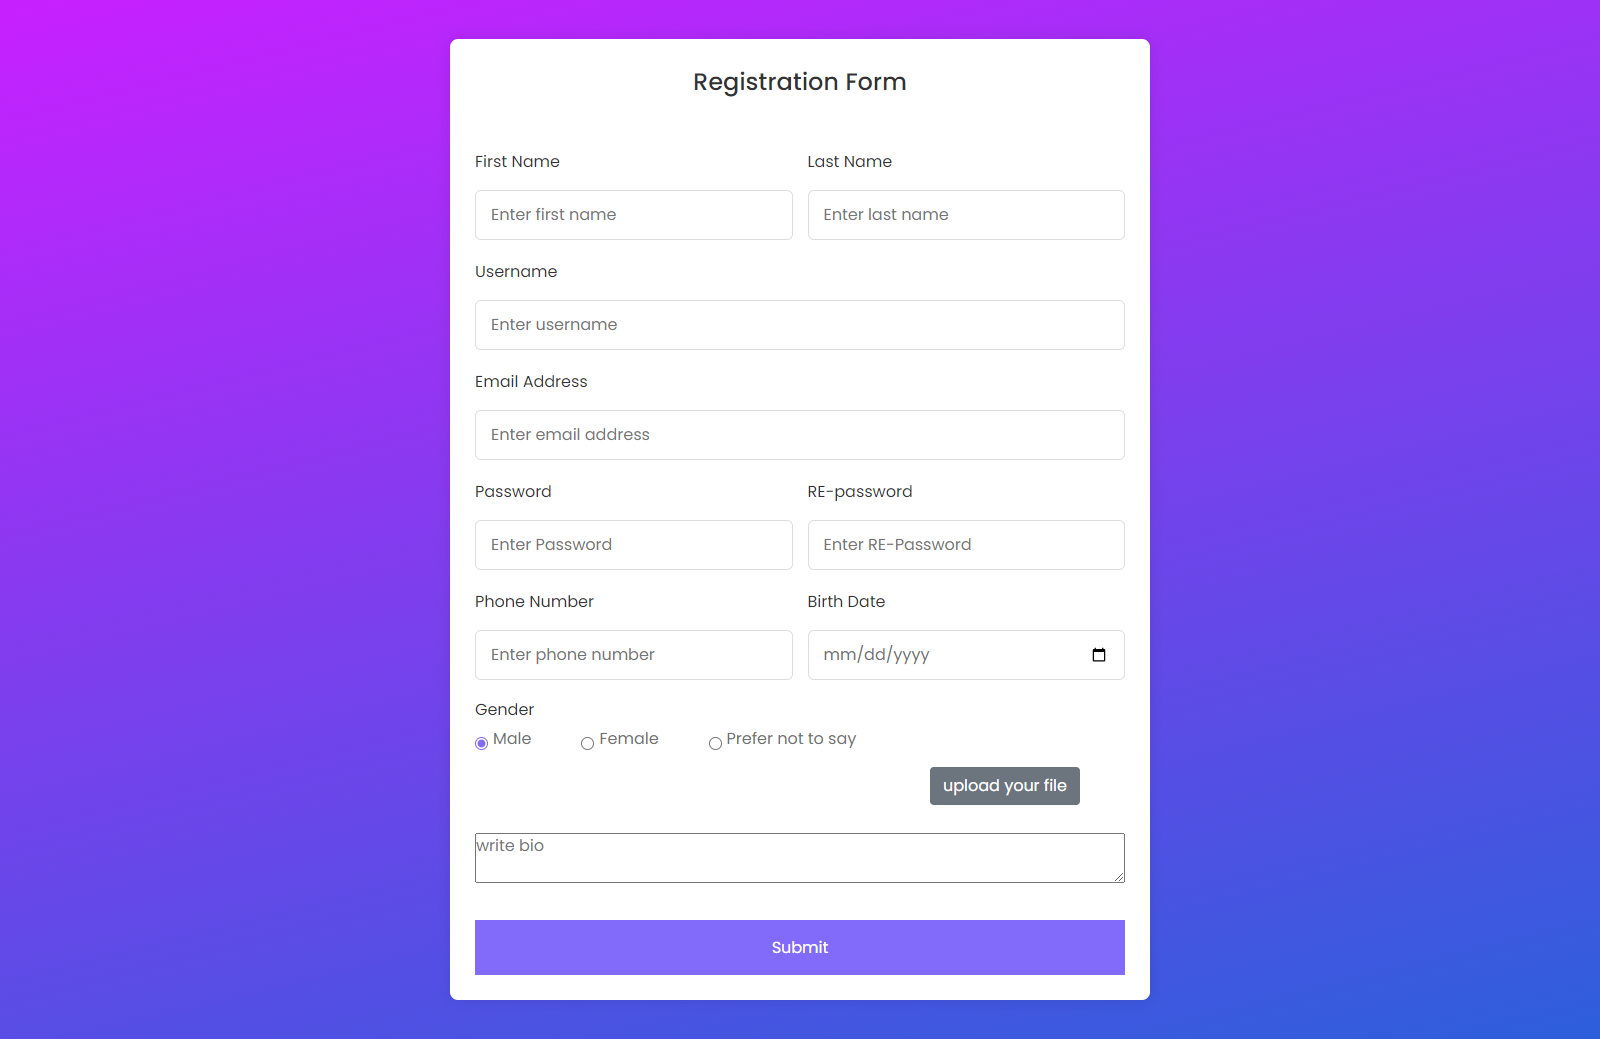 Registration Form
First Name Last Name
Enter first name Enter last name
Username
Enter username
Email Address
Enter email address
Password RE-password
Enter Password Enter RE-Password
Phone Number Birth Date
Enter phone number mm/dd/yyyy
Gender
Male Female Prefer not to say
upload your file
write bio
Submit